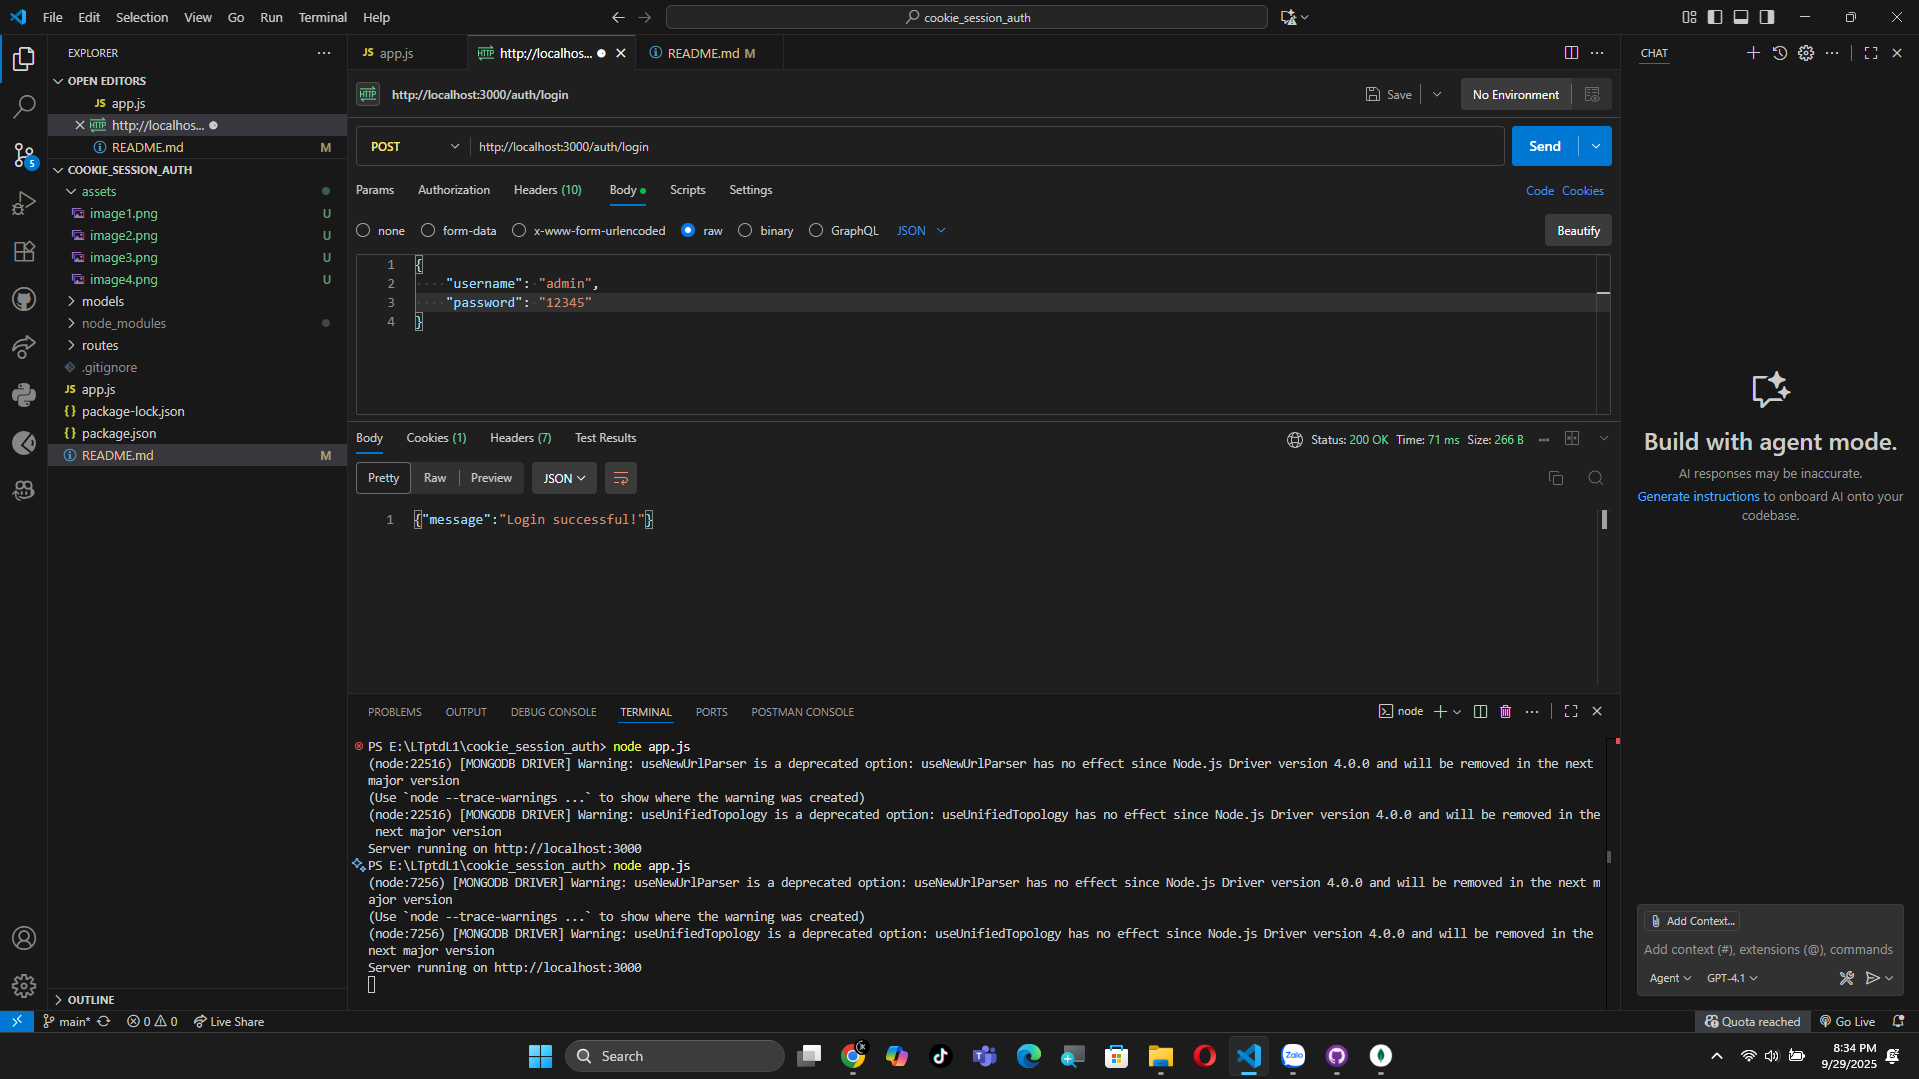 File Edit Selection View Go Run Terminal Help
cookie_session_auth
EXPLORER
OPEN EDITORS
JS app.js
HTTP http://localhos...
README.md M
COOKIE_SESSION_AUTH
assets
image1.png U
image2.png U
image3.png U
image4.png U
models
node_modules
routes
.gitignore
JS app.js
{} package-lock.json
{} package.json
README.md M
OUTLINE
5
JS app.js
HTTP http://localhos...
README.md M
HTTP http://localhost:3000/auth/login
Save
No Environment
POST
http://localhost:3000/auth/login
Send
Params Authorization Headers (10) Body Scripts Settings
Code Cookies
none form-data x-www-form-urlencoded raw binary GraphQL JSON
Beautify
1 {
2 "username": "admin",
3 "password": "12345"
4 }
Body Cookies (1) Headers (7) Test Results
Status: 200 OK Time: 71 ms Size: 266 B
Pretty Raw Preview JSON
1 {"message":"Login successful!"}
PROBLEMS OUTPUT DEBUG CONSOLE TERMINAL PORTS POSTMAN CONSOLE
node
PS E:\LTptdL1\cookie_session_auth> node app.js
(node:22516) [MONGODB DRIVER] Warning: useNewUrlParser is a deprecated option: useNewUrlParser has no effect since Node.js Driver version 4.0.0 and will be removed in the next
major version
(Use `node --trace-warnings ...` to show where the warning was created)
(node:22516) [MONGODB DRIVER] Warning: useUnifiedTopology is a deprecated option: useUnifiedTopology has no effect since Node.js Driver version 4.0.0 and will be removed in the
next major version
Server running on http://localhost:3000
PS E:\LTptdL1\cookie_session_auth> node app.js
(node:7256) [MONGODB DRIVER] Warning: useNewUrlParser is a deprecated option: useNewUrlParser has no effect since Node.js Driver version 4.0.0 and will be removed in the next m
ajor version
(Use `node --trace-warnings ...` to show where the warning was created)
(node:7256) [MONGODB DRIVER] Warning: useUnifiedTopology is a deprecated option: useUnifiedTopology has no effect since Node.js Driver version 4.0.0 and will be removed in the
next major version
Server running on http://localhost:3000
CHAT
Build with agent mode.
AI responses may be inaccurate.
Generate instructions to onboard AI onto your
codebase.
Add Context...
Add context (#), extensions (@), commands
Agent GPT-4.1
main* 0 0 Live Share
Quota reached Go Live
Search
Zalo
8:34 PM
9/29/2025